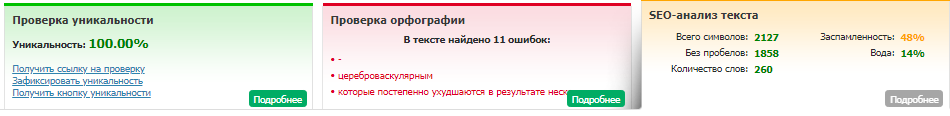 Проверка уникальности
Уникальность: 100.00%
Получить ссылку на проверку
Зафиксировать уникальность
Получить кнопку уникальности
Подробнее
Проверка орфографии
В тексте найдено 11 ошибок:
• -
• цереброваскулярным
• которые постепенно ухудшаются в результате неск
Подробнее
SEO-анализ текста
Всего символов: 2127
Без пробелов: 1858
Количество слов: 260
Заспамленность: 48%
Вода: 14%
Подробнее